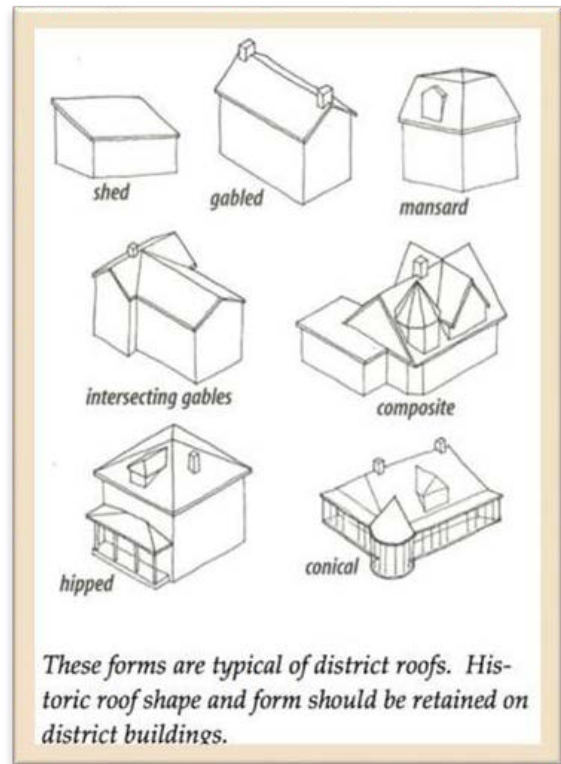 shed
gabled
mansard
intersecting gables
composite
hipped
conical
These forms are typical of district roofs.  His-
toric roof shape and form should be retained on
district buildings.